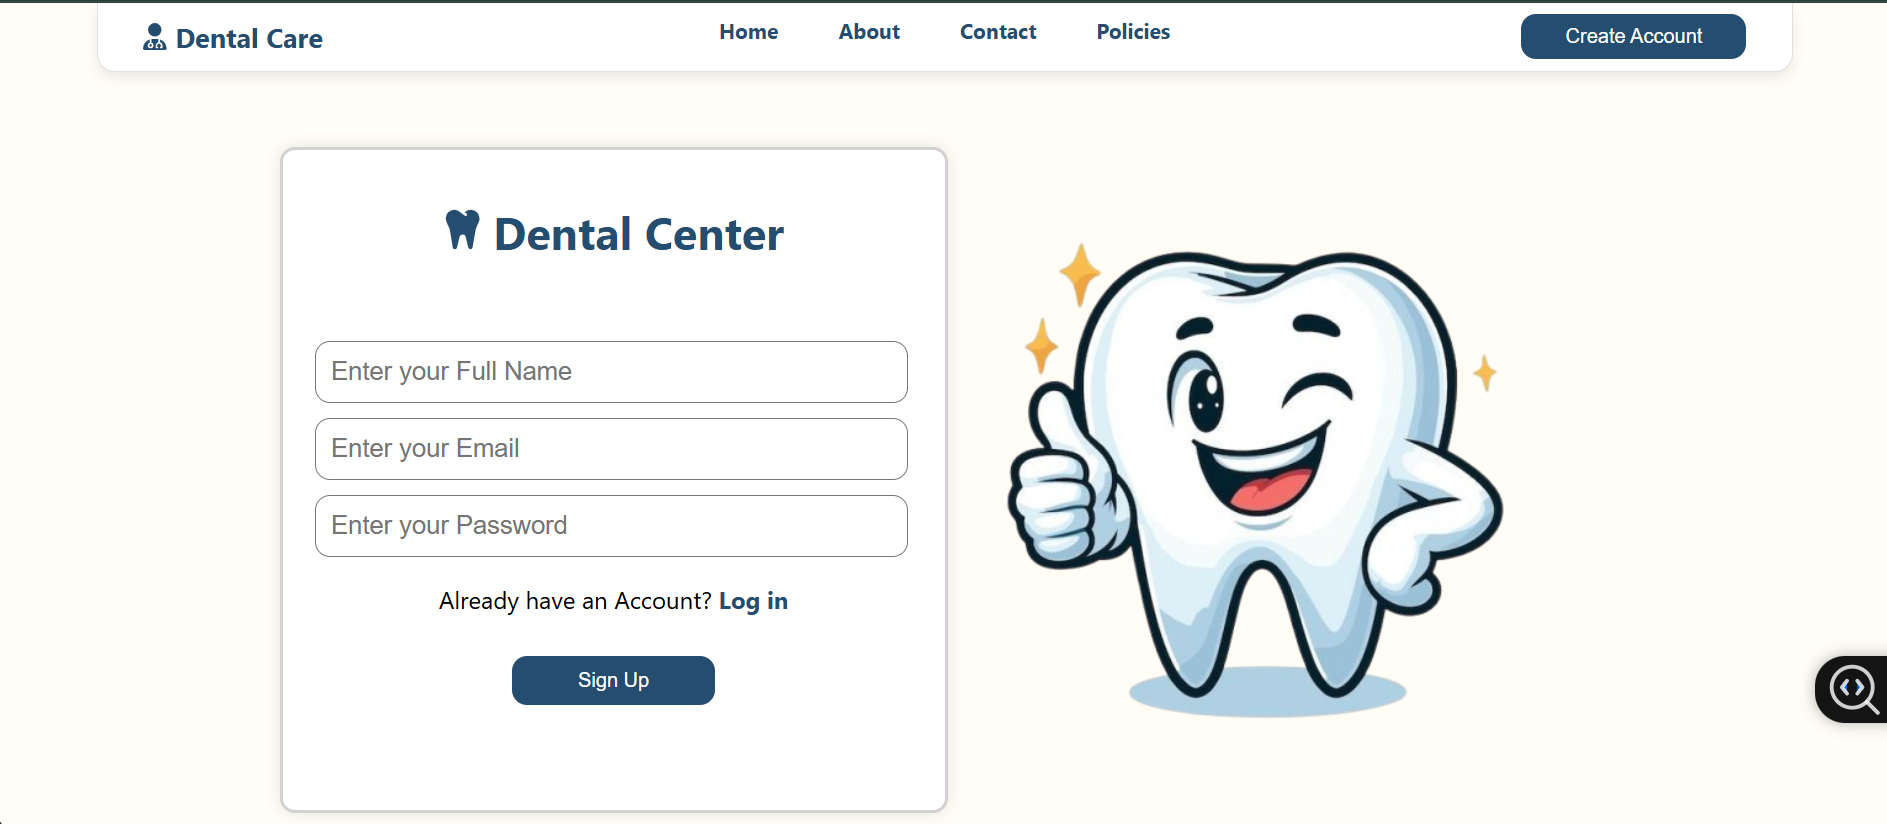 Dental Care
Home About Contact Policies
Create Account
Dental Center
Enter your Full Name
Enter your Email
Enter your Password
Already have an Account? Log in
Sign Up